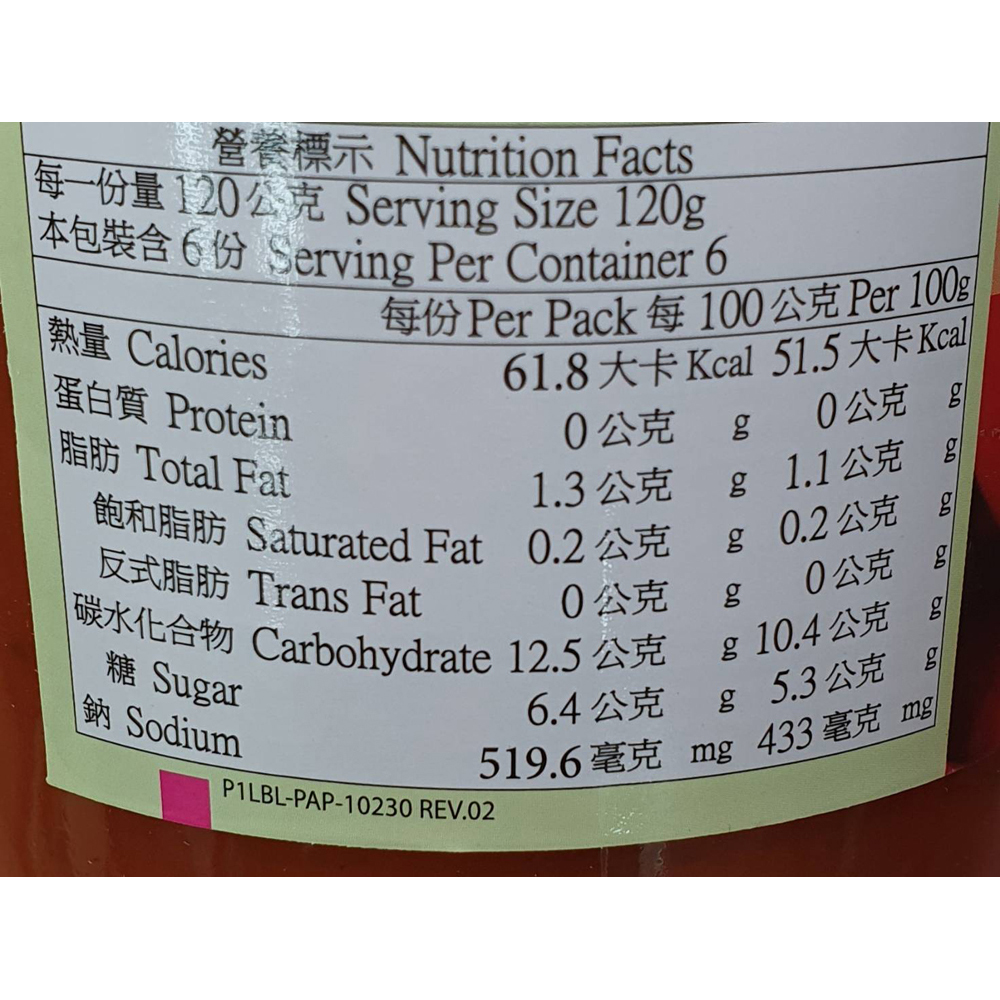 營養標示 Nutrition Facts
每一份量 120公克 Serving Size 120g
本包裝含 6 份 Serving Per Container 6
每份 Per Pack 每 100 公克 Per 100g
熱量 Calories 61.8 大卡 Kcal 51.5 大卡 Kcal
蛋白質 Protein 0 公克 g 0 公克 g
脂肪 Total Fat 1.3 公克 g 1.1 公克 g
飽和脂肪 Saturated Fat 0.2 公克 g 0.2 公克 g
反式脂肪 Trans Fat 0 公克 g 0 公克 g
碳水化合物 Carbohydrate 12.5 公克 g 10.4 公克 g
糖 Sugar 6.4 公克 g 5.3 公克 g
鈉 Sodium 519.6 毫克 mg 433 毫克 mg
P1LBL-PAP-10230 REV.02